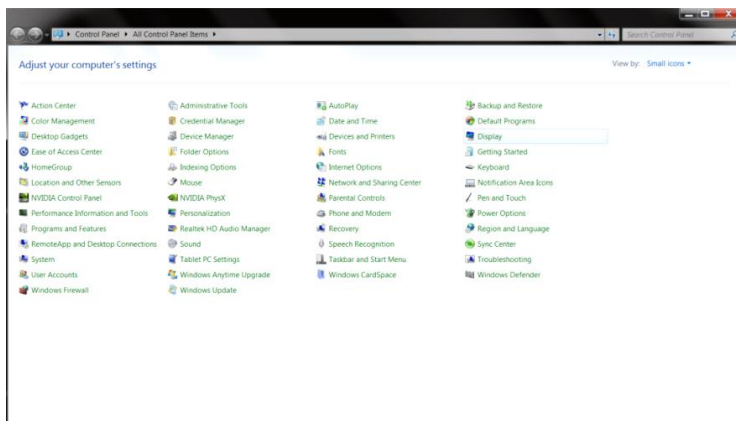 Control Panel All Control Panel Items Search Control Panel
Adjust your computer's settings View by: Small icons
Action Center Administrative Tools AutoPlay Backup and Restore
Color Management Credential Manager Date and Time Default Programs
Desktop Gadgets Device Manager Devices and Printers Display
Ease of Access Center Folder Options Fonts Getting Started
HomeGroup Indexing Options Internet Options Keyboard
Location and Other Sensors Mouse Network and Sharing Center Notification Area Icons
NVIDIA Control Panel NVIDIA PhysX Parental Controls Pen and Touch
Performance Information and Tools Personalization Phone and Modem Power Options
Programs and Features Realtek HD Audio Manager Recovery Region and Language
RemoteApp and Desktop Connections Sound Speech Recognition Sync Center
System Tablet PC Settings Taskbar and Start Menu Troubleshooting
User Accounts Windows Anytime Upgrade Windows CardSpace Windows Defender
Windows Firewall Windows Update